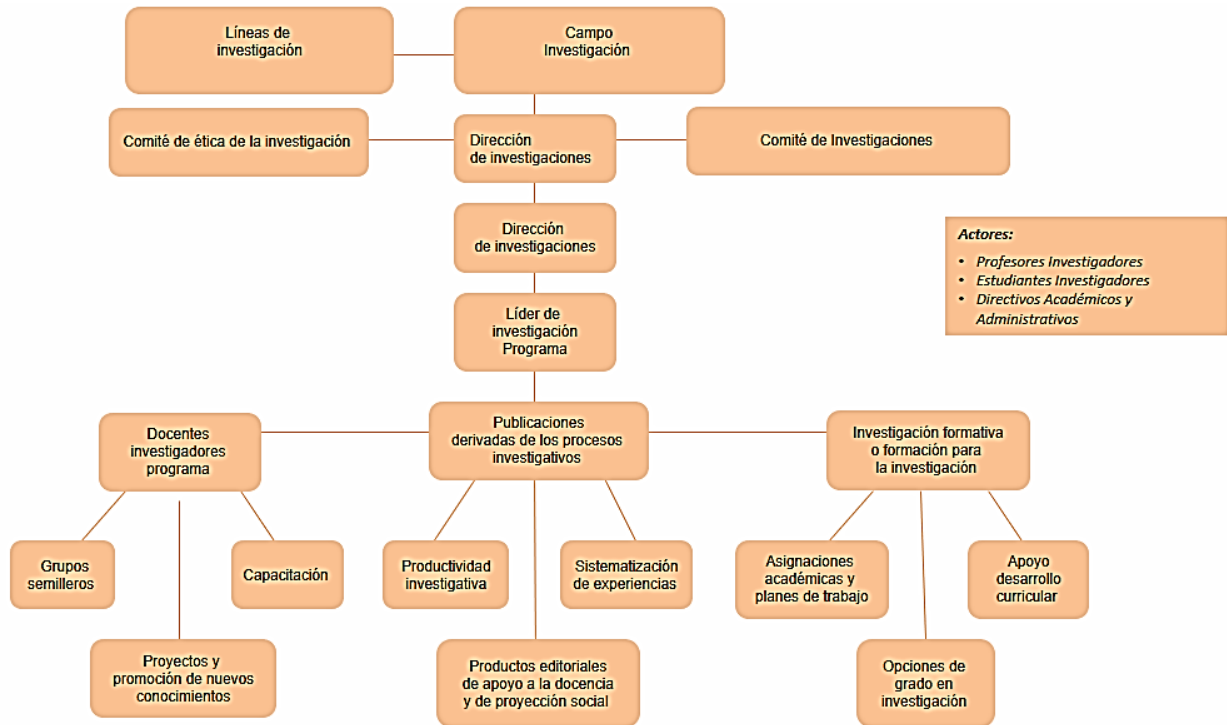 Líneas de
investigación
Campo
Investigación
Comité de ética de la investigación
Dirección
de investigaciones
Comité de Investigaciones
Dirección
de investigaciones
Actores:
• Profesores Investigadores
• Estudiantes Investigadores
• Directivos Académicos y
Administrativos
Líder de
investigación
Programa
Docentes
investigadores
programa
Publicaciones
derivadas de los procesos
investigativos
Investigación formativa
o formación para
la investigación
Grupos
semilleros
Capacitación
Productividad
investigativa
Sistematización
de experiencias
Asignaciones
académicas y
planes de trabajo
Apoyo
desarrollo
curricular
Proyectos y
promoción de nuevos
conocimientos
Productos editoriales
de apoyo a la docencia
y de proyección social
Opciones de
grado en
investigación